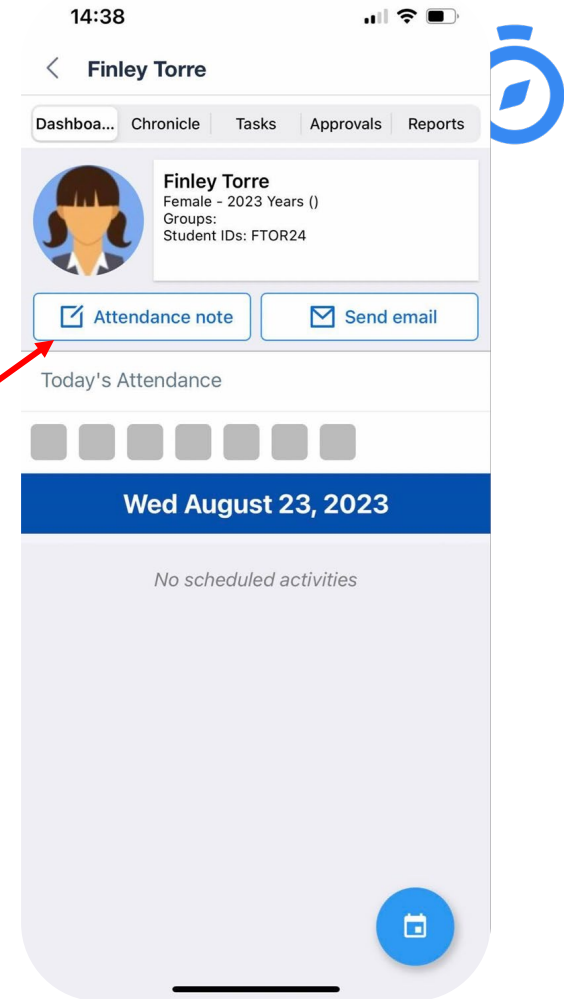 14:38
Finley Torre
Dashboa... Chronicle Tasks Approvals Reports
Finley Torre
Female - 2023 Years ()
Groups:
Student IDs: FTOR24
Attendance note Send email
Today's Attendance
Wed August 23, 2023
No scheduled activities